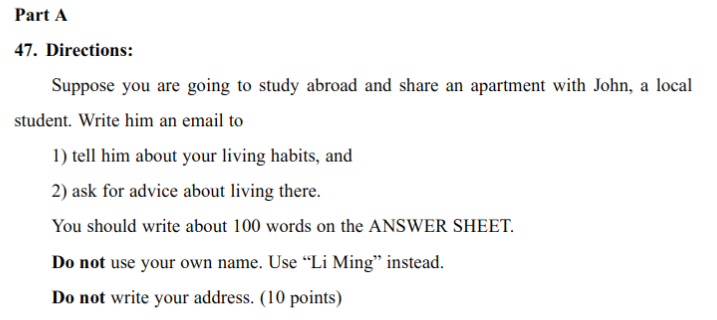 Part A
47. Directions:
Suppose you are going to study abroad and share an apartment with John, a local
student. Write him an email to
1) tell him about your living habits, and
2) ask for advice about living there.
You should write about 100 words on the ANSWER SHEET.
Do not use your own name. Use “Li Ming” instead.
Do not write your address. (10 points)